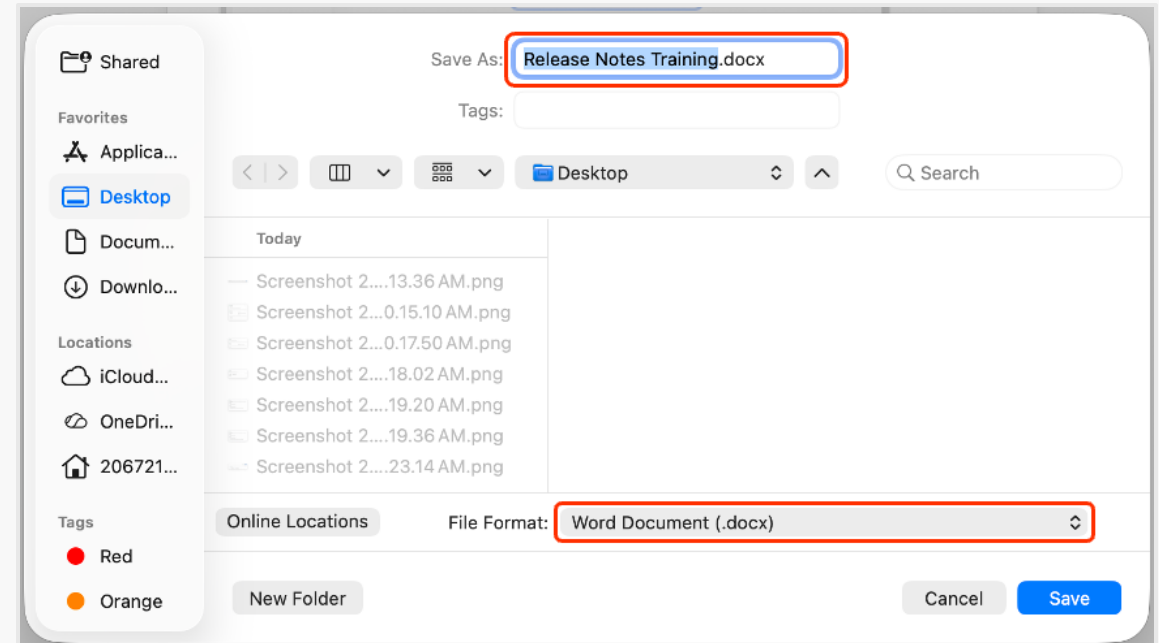 Shared
Favorites
Applica...
Desktop
Docum...
Downlo...
Locations
iCloud...
OneDri...
206721...
Tags
Red
Orange
Save As: Release Notes Training.docx
Tags:
Desktop
Search
Today
Screenshot 2....13.36 AM.png
Screenshot 2...0.15.10 AM.png
Screenshot 2...0.17.50 AM.png
Screenshot 2....18.02 AM.png
Screenshot 2....19.20 AM.png
Screenshot 2....19.36 AM.png
Screenshot 2....23.14 AM.png
Online Locations
File Format: Word Document (.docx)
New Folder
Cancel
Save